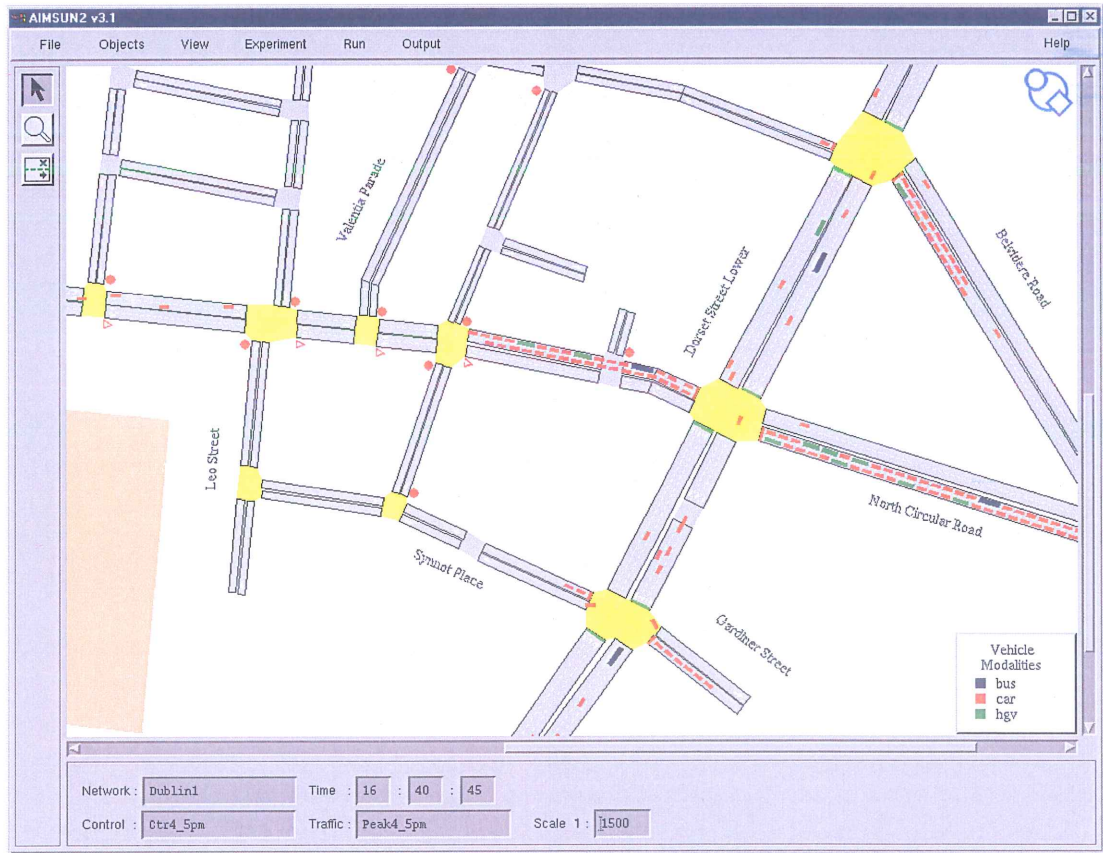 AIMSUN2 v3.1
File Objects View Experiment Run Output Help
Valentia Parade
Belvidere Road
Dorset Street Lower
Leo Street
North Circular Road
Synnot Place
Gardiner Street
Vehicle
Modalities
bus
car
hgv
Network : Dublin1 Time : 16 : 40 : 45
Control : Ctr4_5pm Traffic : Peak4_5pm Scale 1 : 1500